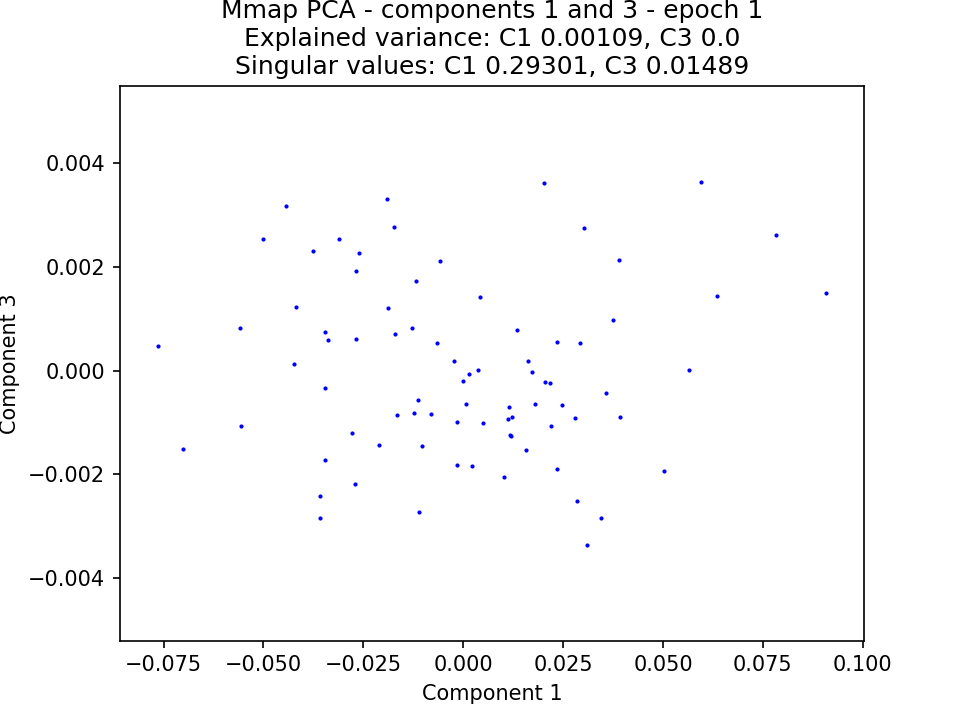 Mmap PCA - components 1 and 3 - epoch 1
Explained variance: C1 0.00109, C3 0.0
Singular values: C1 0.29301, C3 0.01489
0.004
0.002
0.000
−0.002
−0.004
Component 3
−0.075 −0.050 −0.025 0.000 0.025 0.050 0.075 0.100
Component 1